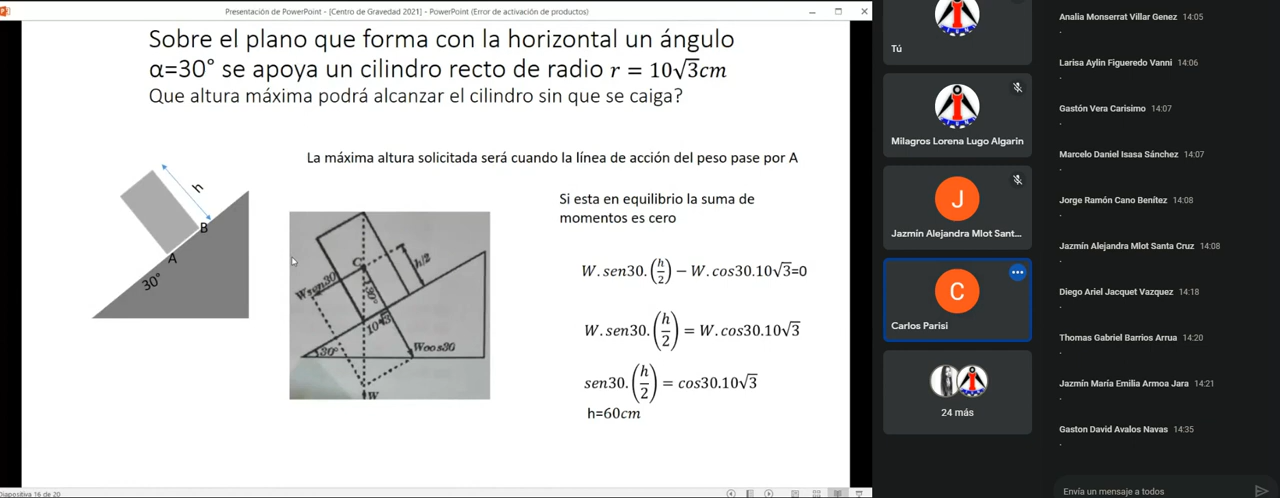 Presentación de PowerPoint - [Centro de Gravedad 2021] - PowerPoint (Error de activación de productos)
Sobre el plano que forma con la horizontal un ángulo
α=30° se apoya un cilindro recto de radio r = 10√3cm
Que altura máxima podrá alcanzar el cilindro sin que se caiga?
La máxima altura solicitada será cuando la línea de acción del peso pase por A
h
B
A
30°
C
h/2
Wsen30
30°
10√3
Wcos30
30°
W
Si esta en equilibrio la suma de
momentos es cero
W.sen30.(h/2) − W.cos30.10√3=0
W.sen30.(h/2) = W.cos30.10√3
sen30.(h/2) = cos30.10√3
h=60cm
Diapositiva 16 de 20
Tú
Milagros Lorena Lugo Algarin
J
Jazmín Alejandra Mlot Sant...
C
Carlos Parisi
24 más
Analia Monserrat Villar Genez 14:05
.
Larisa Aylin Figueredo Vanni 14:06
.
Gastón Vera Carisimo 14:07
.
Marcelo Daniel Isasa Sánchez 14:07
.
Jorge Ramón Cano Benítez 14:08
.
Jazmín Alejandra Mlot Santa Cruz 14:08
.
Diego Ariel Jacquet Vazquez 14:18
.
Thomas Gabriel Barrios Arrua 14:20
.
Jazmín María Emilia Armoa Jara 14:21
.
Gaston David Avalos Navas 14:35
.
Envía un mensaje a todos